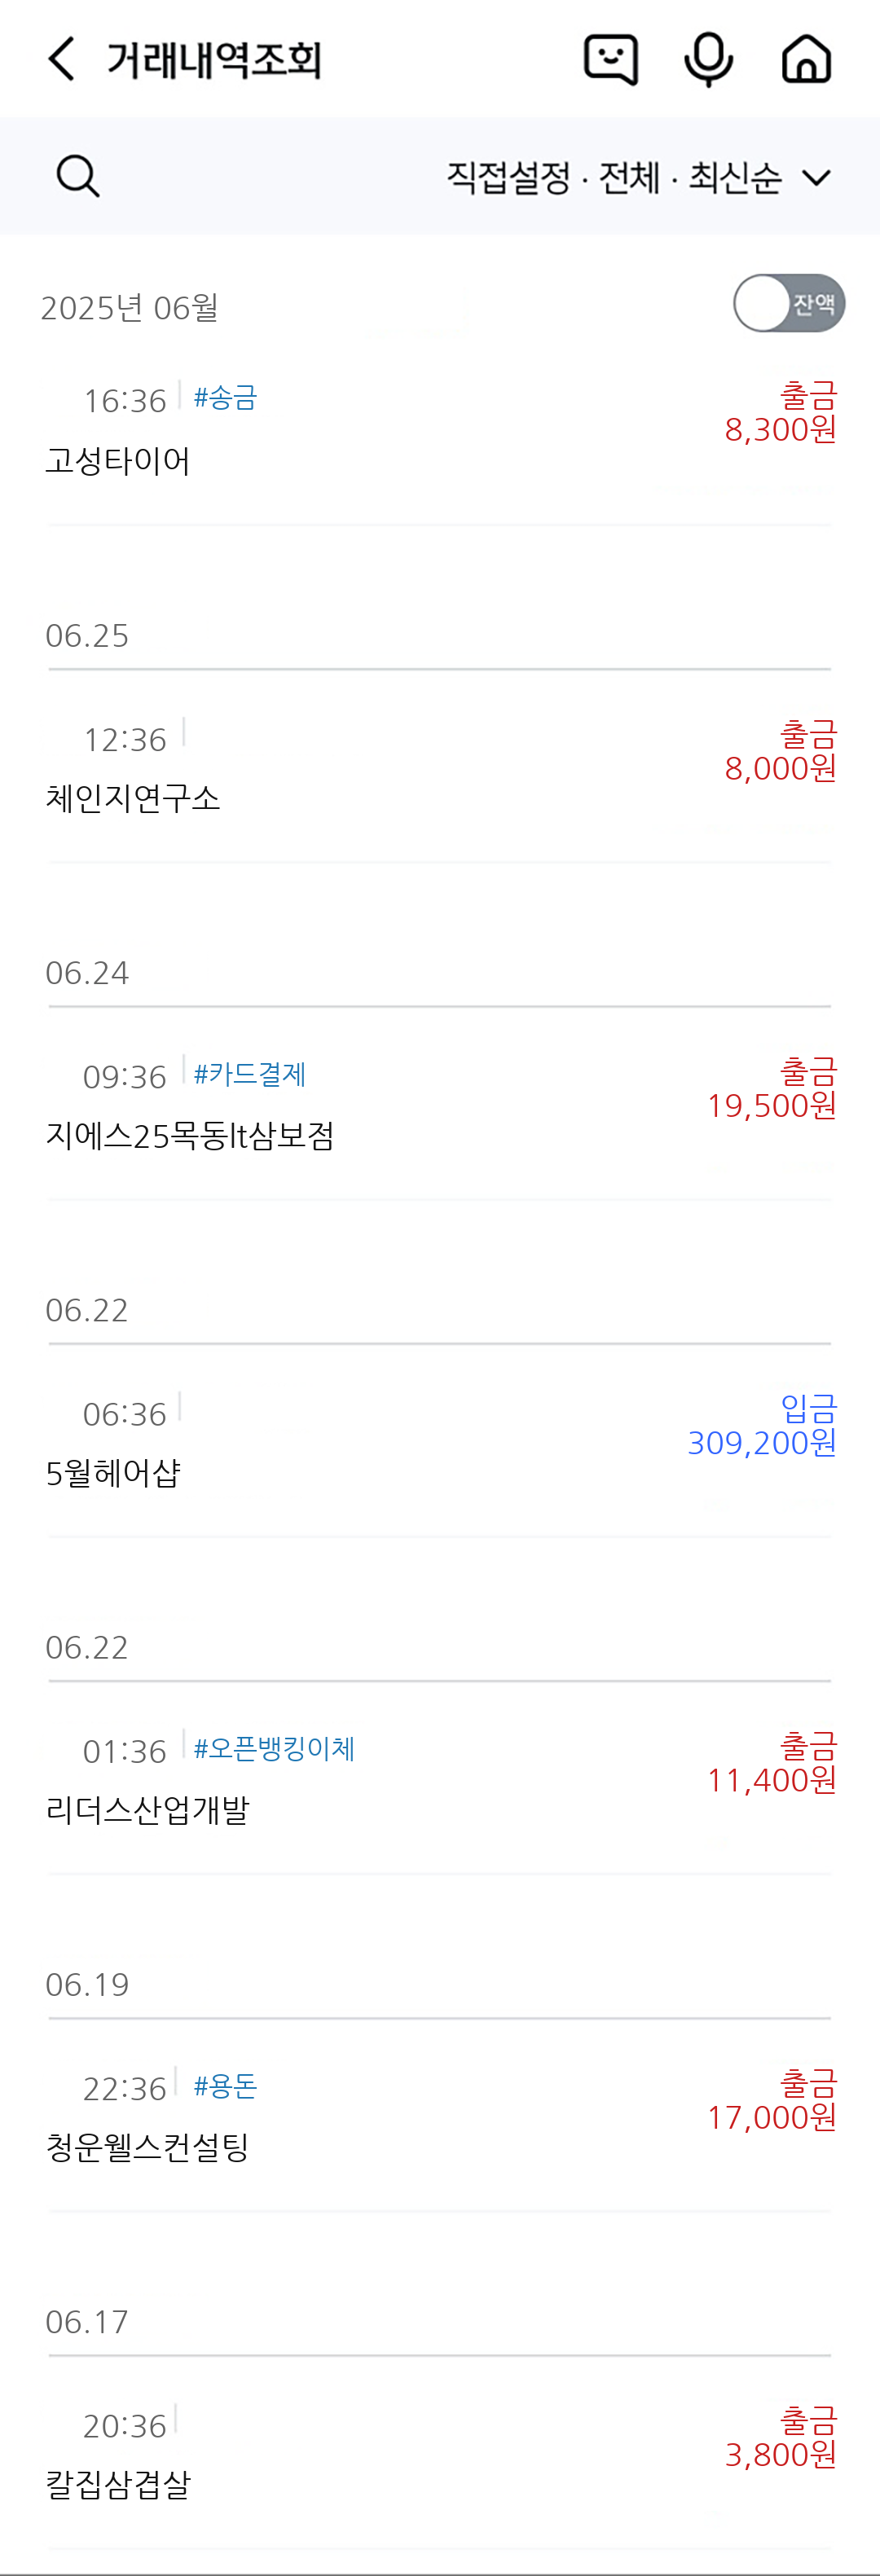 거래내역조회
직접설정 · 전체 · 최신순
2025년 06월
잔액
16:36 #송금
출금
8,300원
고성타이어
06.25
12:36
출금
8,000원
체인지연구소
06.24
09:36 #카드결제
출금
19,500원
지에스25목동lt삼보점
06.22
06:36
입금
309,200원
5월헤어샵
06.22
01:36 #오픈뱅킹이체
출금
11,400원
리더스산업개발
06.19
22:36 #용돈
출금
17,000원
청운웰스컨설팅
06.17
20:36
출금
3,800원
칼집삼겹살